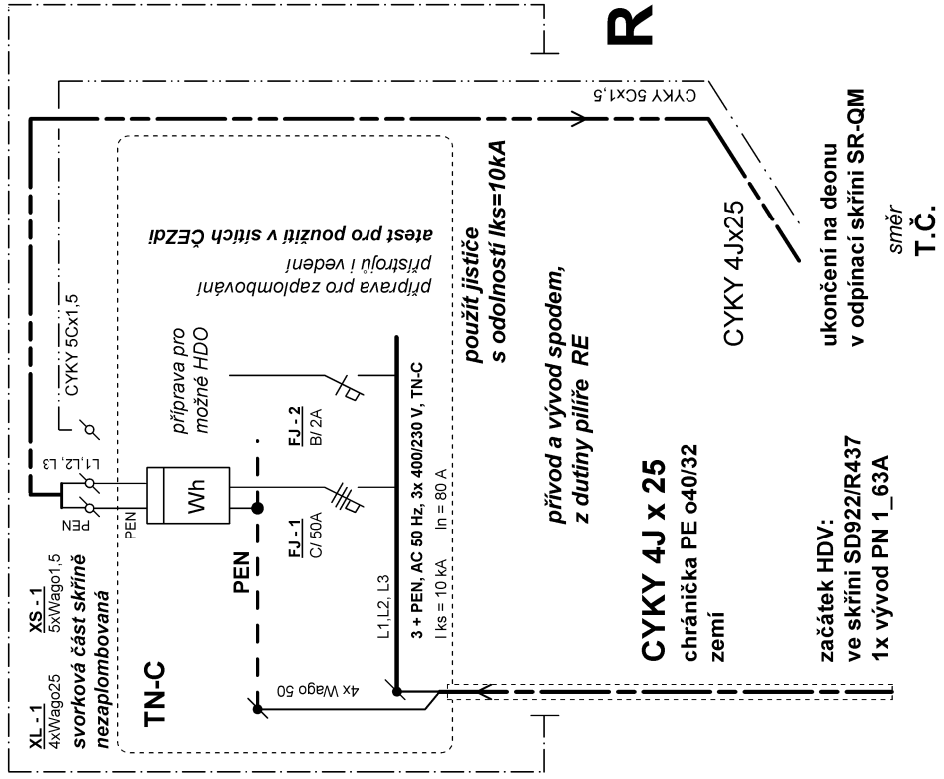 XL - 1
4xWago25
XS - 1
5xWago1,5
svorková část skříně
nezaplombovaná
PEN
L1,L2, L3
CYKY 5Cx1,5
PEN
TN-C
Wh
příprava pro
možné HDO
příprava pro zaplombování
přístrojů i vedení
atest pro použití v sítích ČEZdi
PEN
FJ - 1
C/ 50A
FJ - 2
B/ 2A
4x Wago 50
L1,L2, L3
3 + PEN, AC 50 Hz, 3x 400/230 V, TN-C
I ks = 10 kA
In = 80 A
použít jističe
s odolností Iks=10kA
přívod a vývod spodem,
z dutiny pilíře RE
CYKY 5Cx1,5
R
CYKY 4J x 25
chránička PE o40/32
zemí
CYKY 4Jx25
začátek HDV:
ve skříni SD922/R437
1x vývod PN 1_63A
ukončení na deonu
v odpínací skříni SR-QM
směr
T.Č.